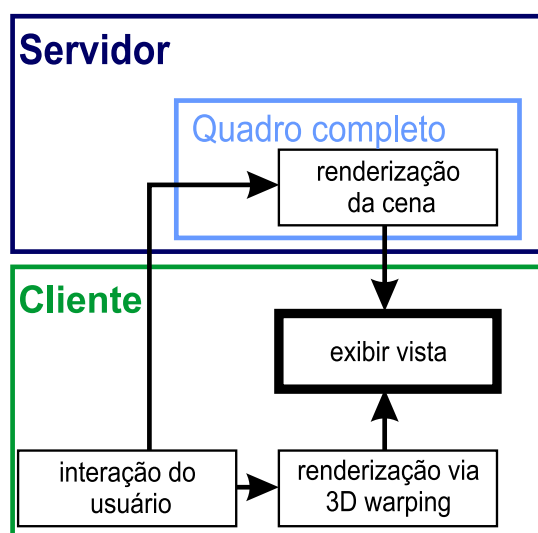 Servidor
Quadro completo
renderização
da cena
Cliente
exibir vista
interação do
usuário
renderização via
3D warping